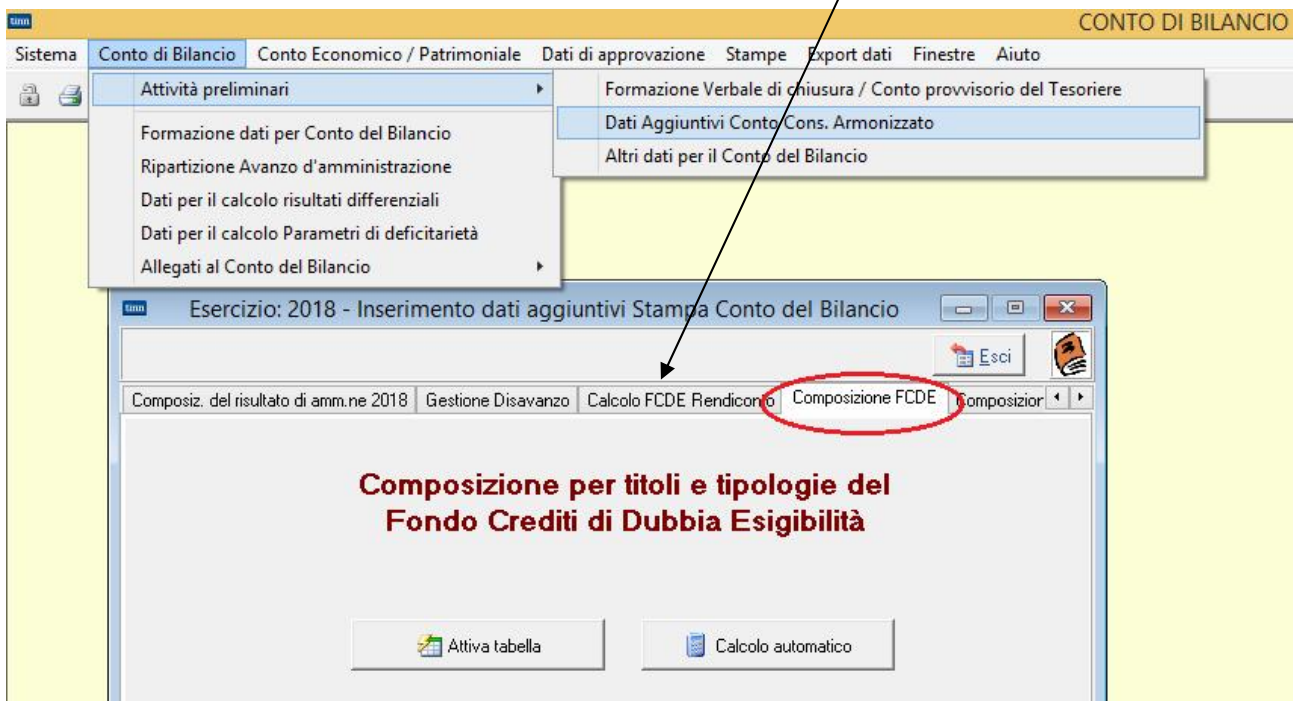 tinn
CONTO DI BILANCIO
Sistema Conto di Bilancio Conto Economico / Patrimoniale Dati di approvazione Stampe Export dati Finestre Aiuto
Attività preliminari
Formazione Verbale di chiusura / Conto provvisorio del Tesoriere
Dati Aggiuntivi Conto Cons. Armonizzato
Altri dati per il Conto del Bilancio
Formazione dati per Conto del Bilancio
Ripartizione Avanzo d'amministrazione
Dati per il calcolo risultati differenziali
Dati per il calcolo Parametri di deficitarietà
Allegati al Conto del Bilancio
tinn
Esercizio: 2018 - Inserimento dati aggiuntivi Stampa Conto del Bilancio
Esci
Composiz. del risultato di amm.ne 2018 Gestione Disavanzo Calcolo FCDE Rendiconto Composizione FCDE Composizior
Composizione per titoli e tipologie del
Fondo Crediti di Dubbia Esigibilità
Attiva tabella Calcolo automatico